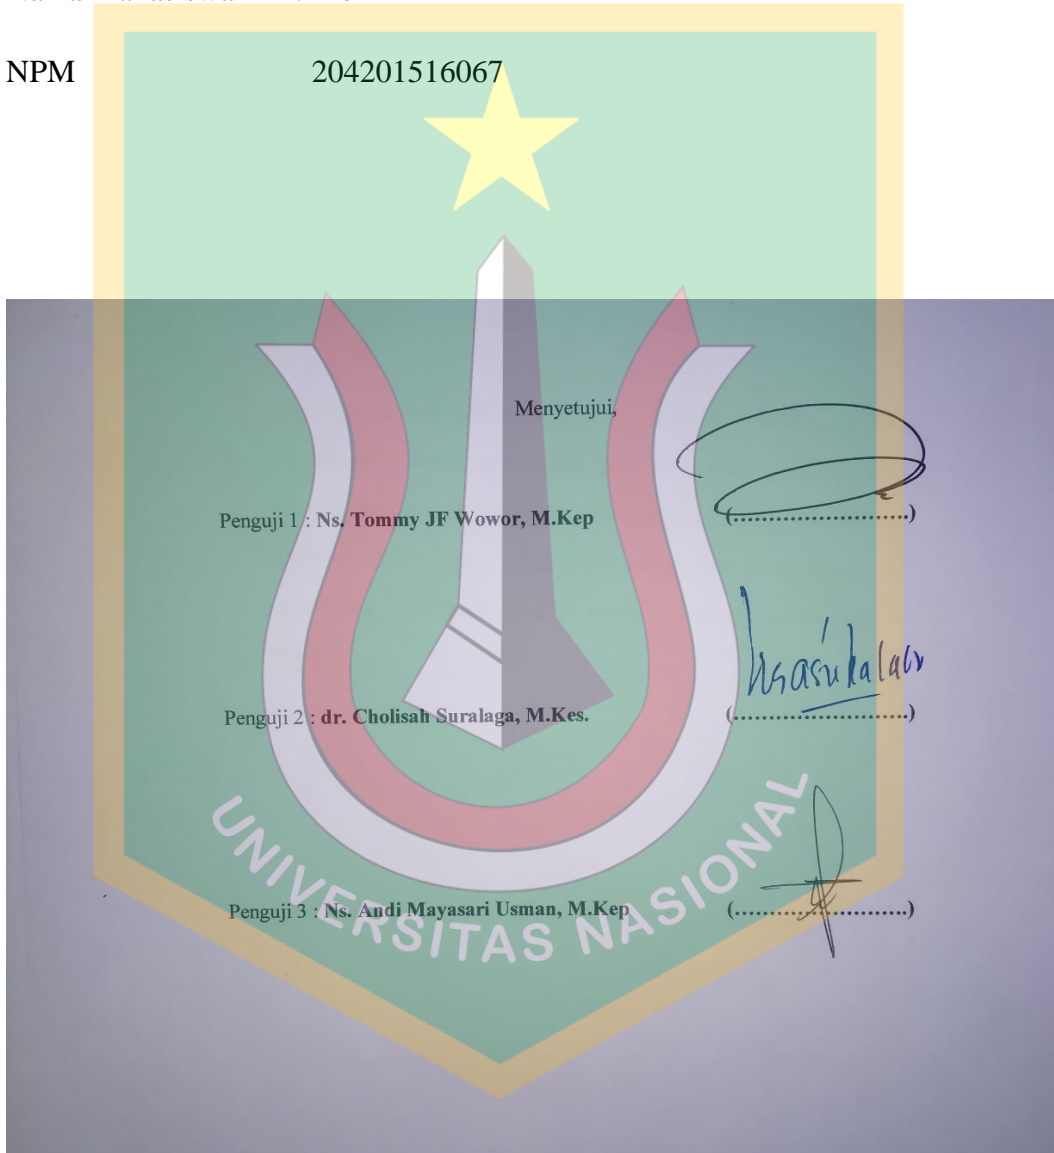 NPM 204201516067
Menyetujui,
Penguji 1 : Ns. Tommy JF Wowor, M.Kep (............................)
Penguji 2 : dr. Cholisah Suralaga, M.Kes. (............................)
Penguji 3 : Ns. Andi Mayasari Usman, M.Kep (............................)
UNIVERSITAS NASIONAL